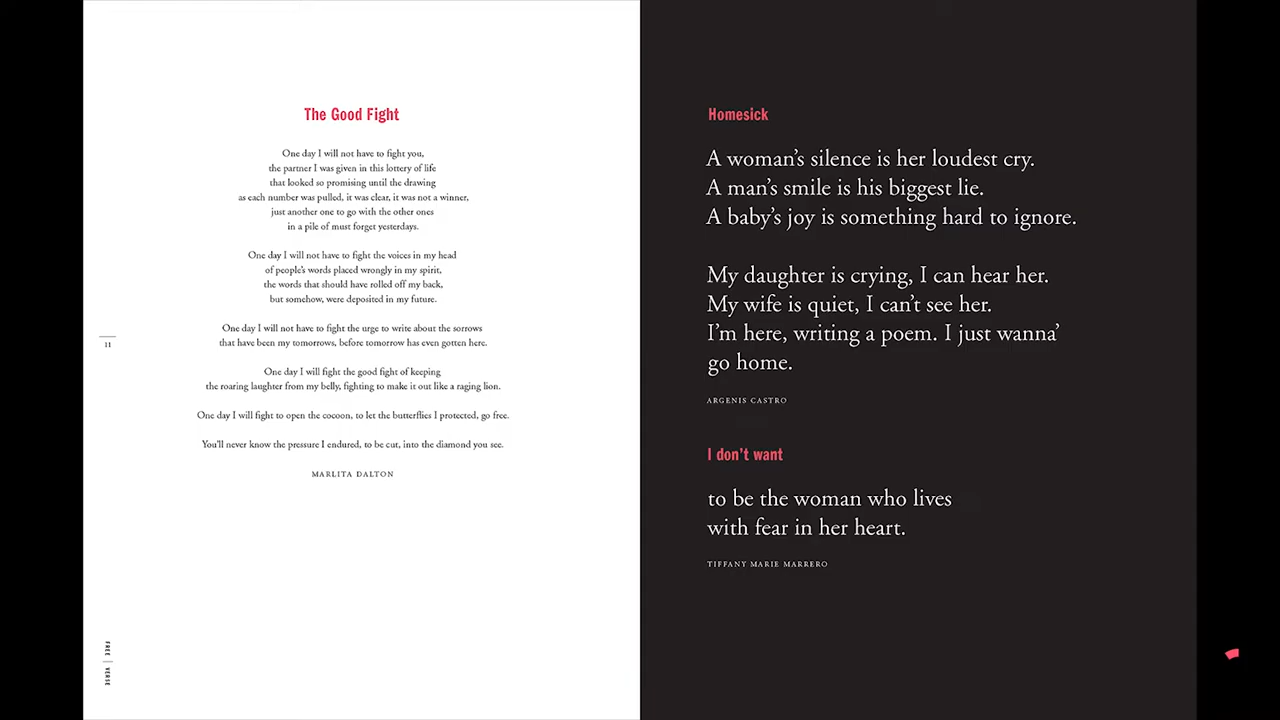 The Good Fight
One day I will not have to fight you,
the partner I was given in this lottery of life
that looked so promising until the drawing
as each number was pulled, it was clear, it was not a winner,
just another one to go with the other ones
in a pile of must forget yesterdays.
One day I will not have to fight the voices in my head
of people's words placed wrongly in my spirit,
the words that should have rolled off my back,
but somehow, were deposited in my future.
One day I will not have to fight the urge to write about the sorrows
that have been my tomorrows, before tomorrow has even gotten here.
One day I will fight the good fight of keeping
the roaring laughter from my belly, fighting to make it out like a raging lion.
One day I will fight to open the cocoon, to let the butterflies I protected, go free.
You'll never know the pressure I endured, to be cut, into the diamond you see.
MARLITA DALTON
11
FREE | VERSE
Homesick
A woman's silence is her loudest cry.
A man's smile is his biggest lie.
A baby's joy is something hard to ignore.
My daughter is crying, I can hear her.
My wife is quiet, I can't see her.
I'm here, writing a poem. I just wanna'
go home.
ARGENIS CASTRO
I don't want
to be the woman who lives
with fear in her heart.
TIFFANY MARIE MARRERO